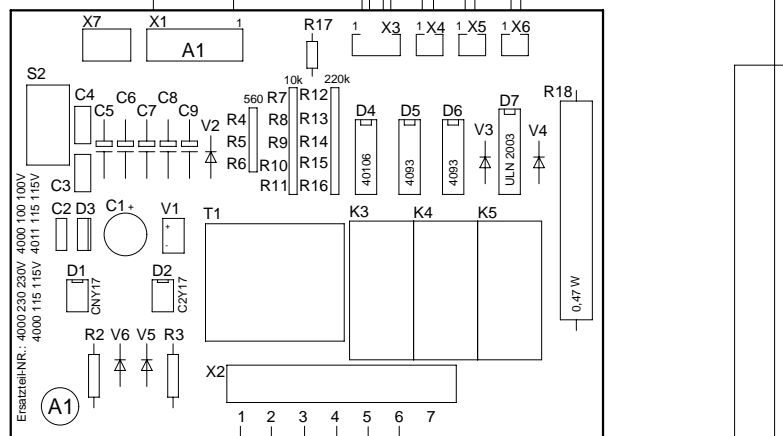 X7 X1 1 R17 1 X3 1 X4 1 X5 1 X6
A1
S2
C4 C5 C6 C7 C8 C9 V2
560 10k 220k
R4 R5 R6
R7 R8 R9 R10 R11
R12 R13 R14 R15 R16
D4 D5 D6 V3 D7 V4 R18
40106 4093 4093 ULN 2003
C3
C2 D3 C1 + V1 + -
T1 K3 K4 K5
D1 CNY17 D2 C2Y17
0,47 W
R2 V6 V5 R3
X2
A1
1 2 3 4 5 6 7
Ersatzteil-NR.: 4000 230 230V 4000 100 100V
4000 115 115V 4011 115 115V